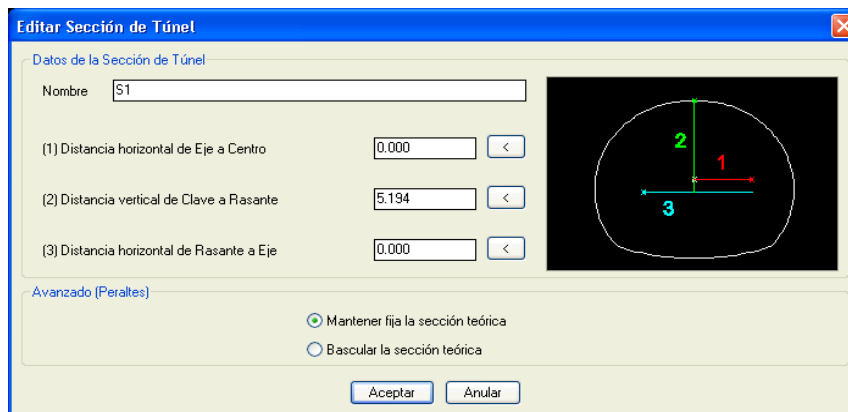 Editar Sección de Túnel
Datos de la Sección de Túnel
Nombre S1
(1) Distancia horizontal de Eje a Centro 0.000 <
(2) Distancia vertical de Clave a Rasante 5.194 <
(3) Distancia horizontal de Rasante a Eje 0.000 <
2
1
3
Avanzado (Peraltes)
Mantener fija la sección teórica
Bascular la sección teórica
Aceptar Anular